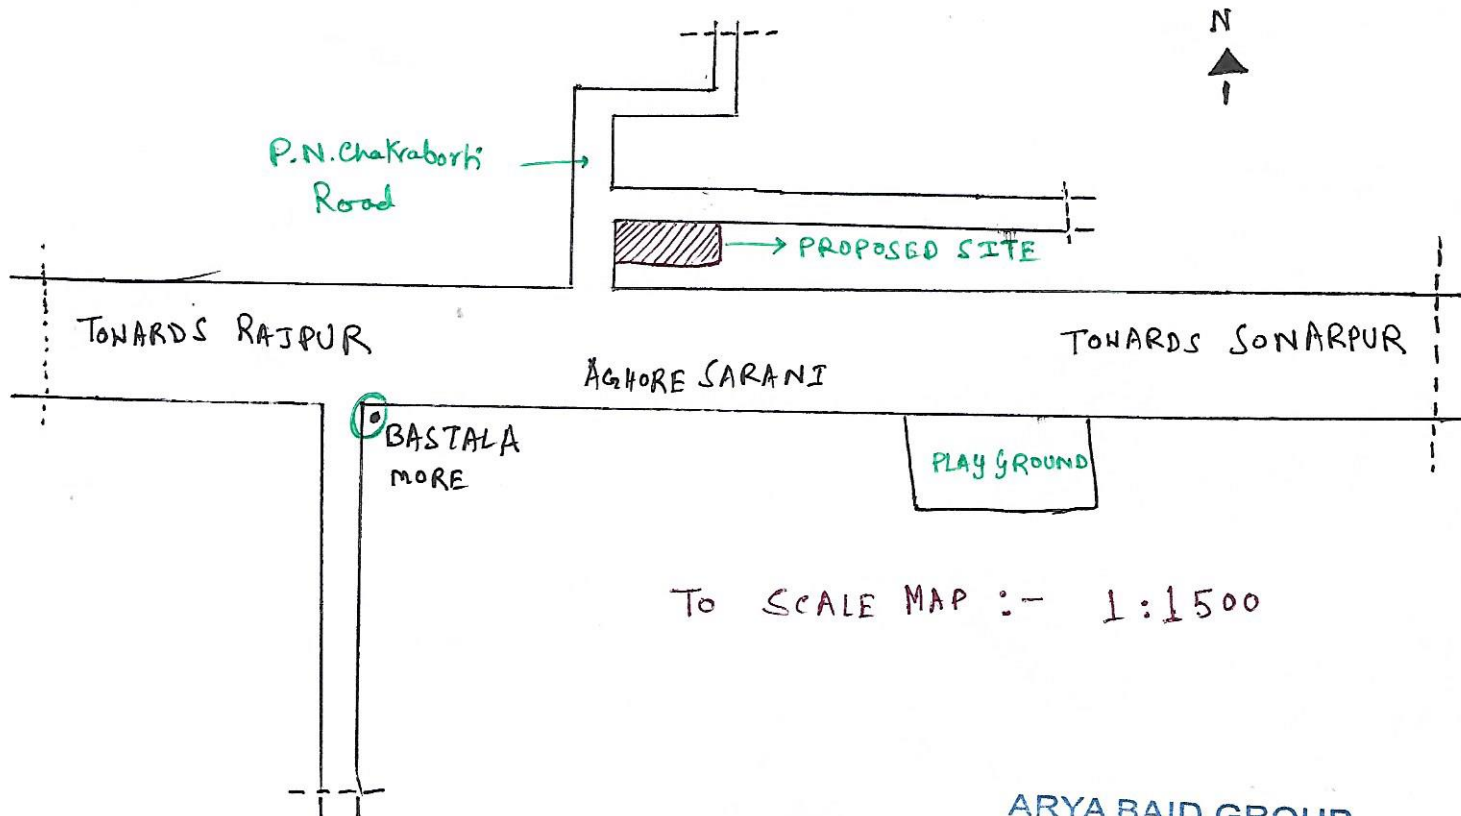 N
P.N. Chakraborti
Road
PROPOSED SITE
TOWARDS RAJPUR
TOWARDS SONARPUR
AGHORE SARANI
BASTALA
MORE
PLAY GROUND
TO SCALE MAP :- 1:1500
ARYA BAID GROUP